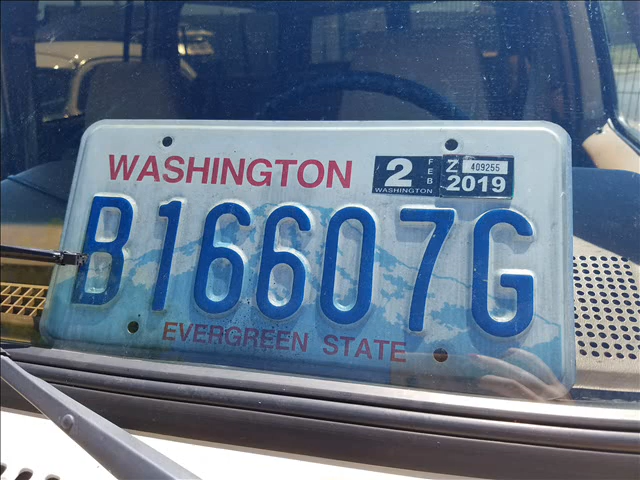 WASHINGTON
2 FEB
WASHINGTON
Z 409255
2019
B16607G
EVERGREEN STATE